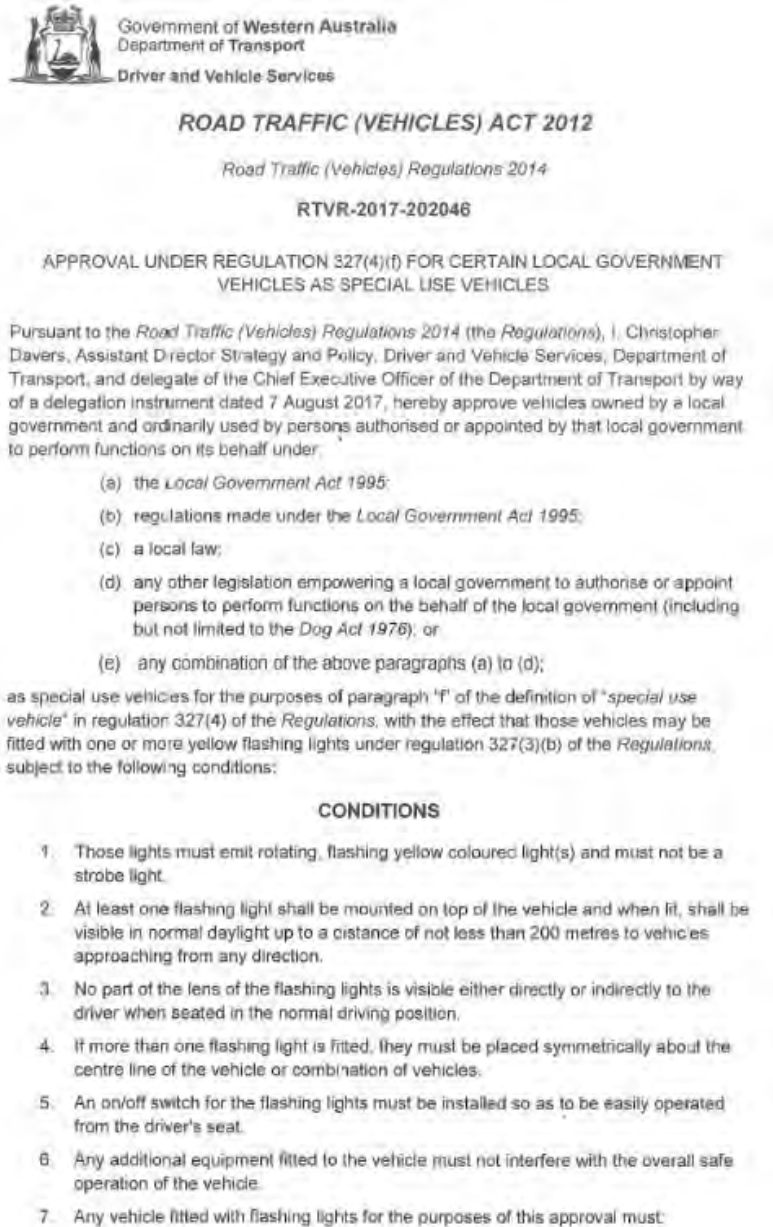 Government of Western Australia
Department of Transport
Driver and Vehicle Services
ROAD TRAFFIC (VEHICLES) ACT 2012
Road Traffic (Vehicles) Regulations 2014
RTVR-2017-202046
APPROVAL UNDER REGULATION 327(4)(f) FOR CERTAIN LOCAL GOVERNMENT
VEHICLES AS SPECIAL USE VEHICLES
Pursuant to the Road Traffic (Vehicles) Regulations 2014 (the Regulations), I, Christopher
Davers, Assistant Director Strategy and Policy, Driver and Vehicle Services, Department of
Transport, and delegate of the Chief Executive Officer of the Department of Transport by way
of a delegation instrument dated 7 August 2017, hereby approve vehicles owned by a local
government and ordinarily used by persons authorised or appointed by that local government
to perform functions on its behalf under:
(a) the Local Government Act 1995;
(b) regulations made under the Local Government Act 1995;
(c) a local law;
(d) any other legislation empowering a local government to authorise or appoint
persons to perform functions on the behalf of the local government (including
but not limited to the Dog Act 1976); or
(e) any combination of the above paragraphs (a) to (d);
as special use vehicles for the purposes of paragraph "f" of the definition of "special use
vehicle" in regulation 327(4) of the Regulations, with the effect that those vehicles may be
fitted with one or more yellow flashing lights under regulation 327(3)(b) of the Regulations,
subject to the following conditions:
CONDITIONS
1. Those lights must emit rotating, flashing yellow coloured light(s) and must not be a
strobe light.
2. At least one flashing light shall be mounted on top of the vehicle and when lit, shall be
visible in normal daylight up to a distance of not less than 200 metres to vehicles
approaching from any direction.
3. No part of the lens of the flashing lights is visible either directly or indirectly to the
driver when seated in the normal driving position.
4. If more than one flashing light is fitted, they must be placed symmetrically about the
centre line of the vehicle or combination of vehicles.
5. An on/off switch for the flashing lights must be installed so as to be easily operated
from the driver's seat.
6. Any additional equipment fitted to the vehicle must not interfere with the overall safe
operation of the vehicle.
7. Any vehicle fitted with flashing lights for the purposes of this approval must: